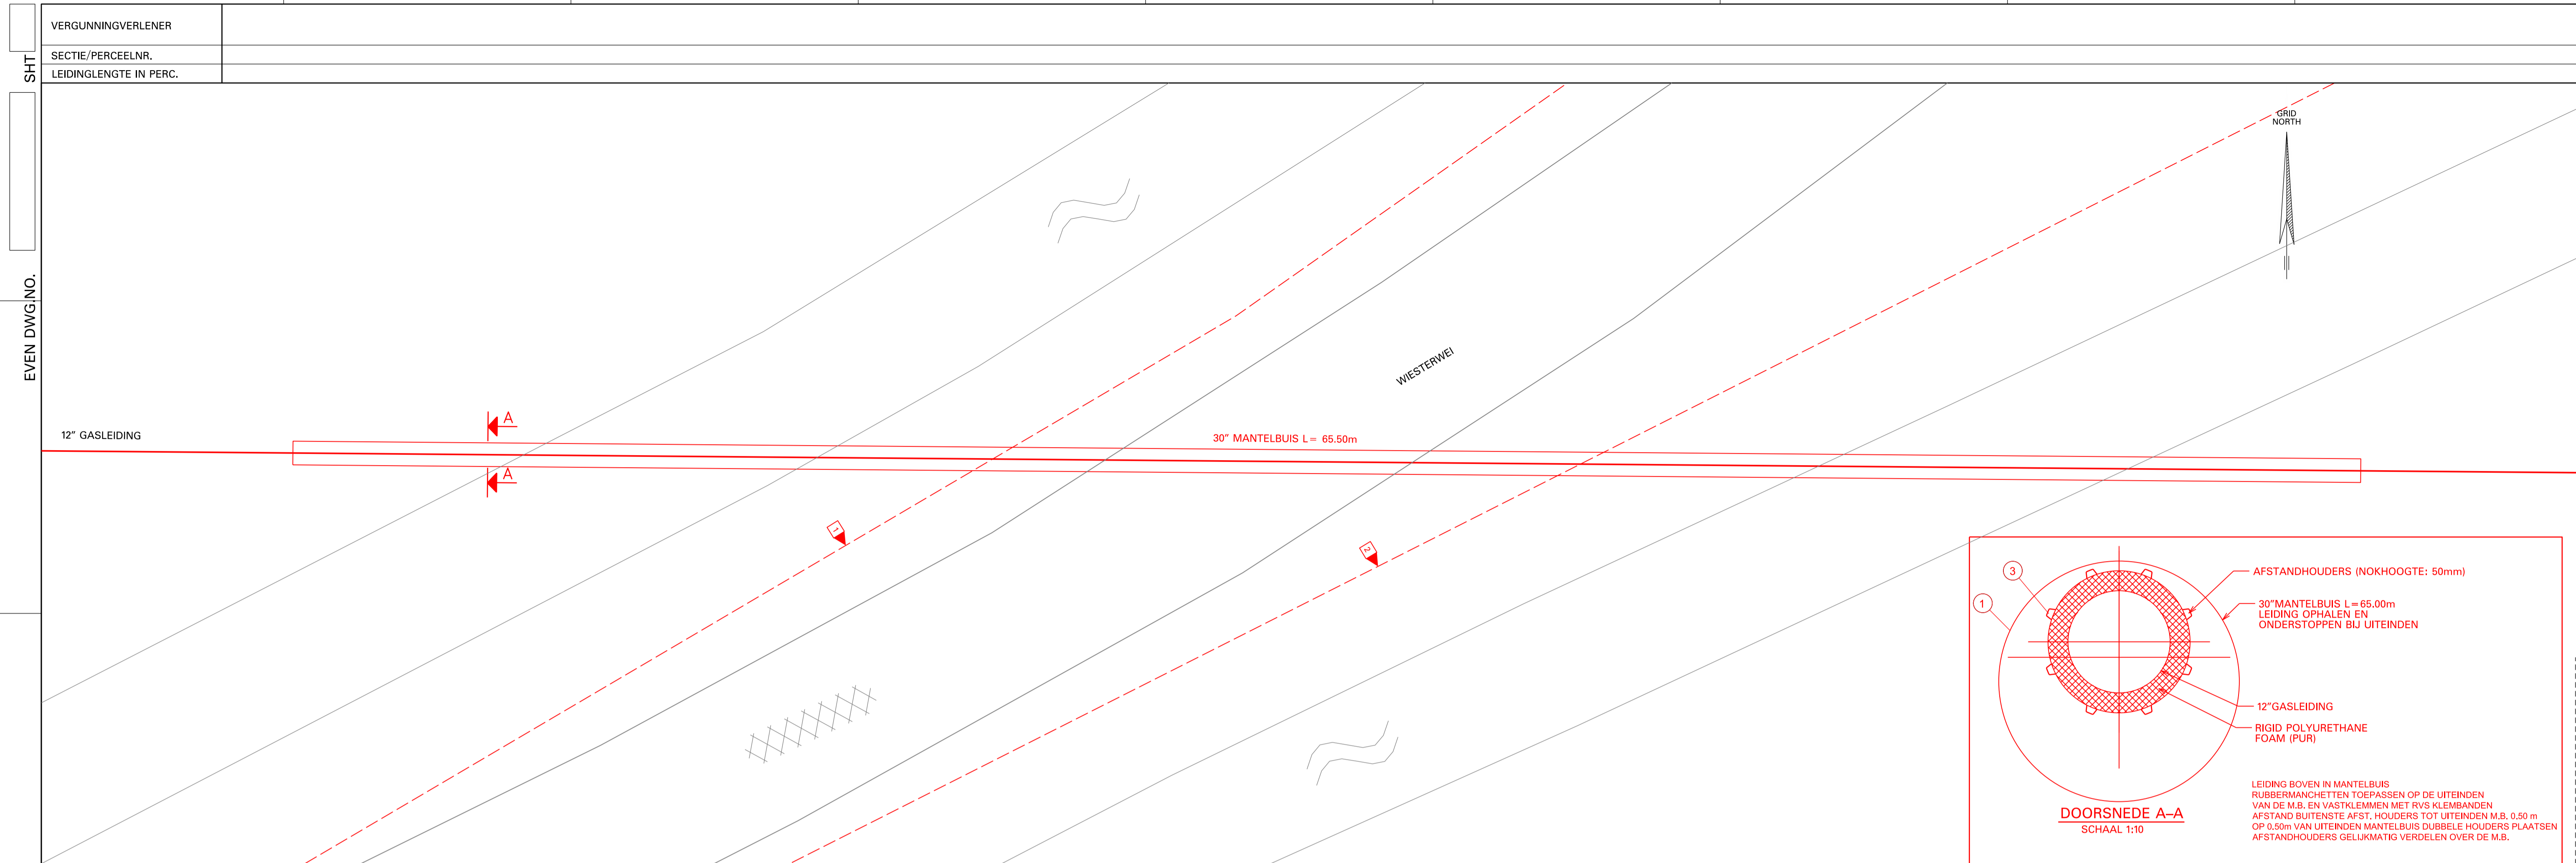 VERGUNNINGVERLENER
SECTIE/PERCEELNR.
LEIDINGLENGTE IN PERC.
SHT
EVEN DWG.NO.
GRID
NORTH
WIESTERWEI
12" GASLEIDING
A
A
30" MANTELBUIS L= 65.50m
1
2
3
1
AFSTANDHOUDERS (NOKHOOGTE: 50mm)
30"MANTELBUIS L=65.00m
LEIDING OPHALEN EN
ONDERSTOPPEN BIJ UITEINDEN
12"GASLEIDING
RIGID POLYURETHANE
FOAM (PUR)
DOORSNEDE A-A
SCHAAL 1:10
LEIDING BOVEN IN MANTELBUIS
RUBBERMANCHETTEN TOEPASSEN OP DE UITEINDEN
VAN DE M.B. EN VASTKLEMMEN MET RVS KLEMBANDEN
AFSTAND BUITENSTE AFST. HOUDERS TOT UITEINDEN M.B. 0.50 m
OP 0.50m VAN UITEINDEN MANTELBUIS DUBBELE HOUDERS PLAATSEN
AFSTANDHOUDERS GELIJKMATIG VERDELEN OVER DE M.B.